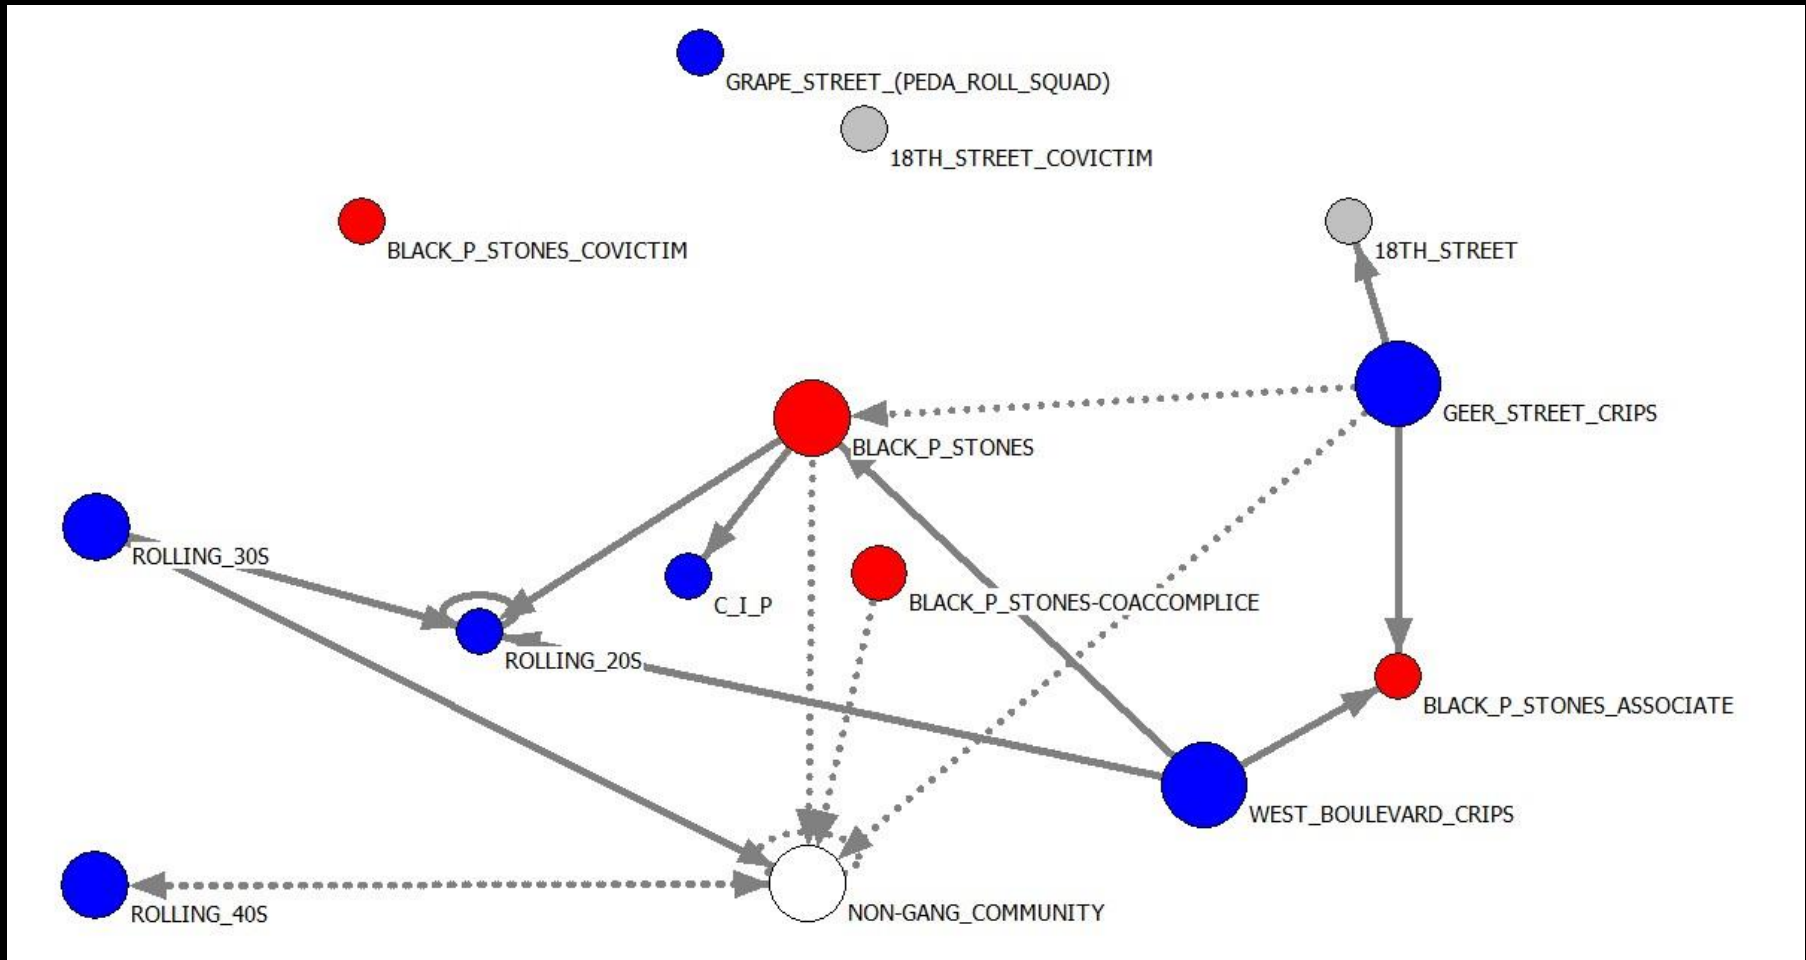 GRAPE_STREET_(PEDA_ROLL_SQUAD)
18TH_STREET_COVICTIM
BLACK_P_STONES_COVICTIM
18TH_STREET
GEER_STREET_CRIPS
BLACK_P_STONES
ROLLING_30S
C_I_P
BLACK_P_STONES-COACCOMPLICE
ROLLING_20S
BLACK_P_STONES_ASSOCIATE
WEST_BOULEVARD_CRIPS
ROLLING_40S
NON-GANG_COMMUNITY